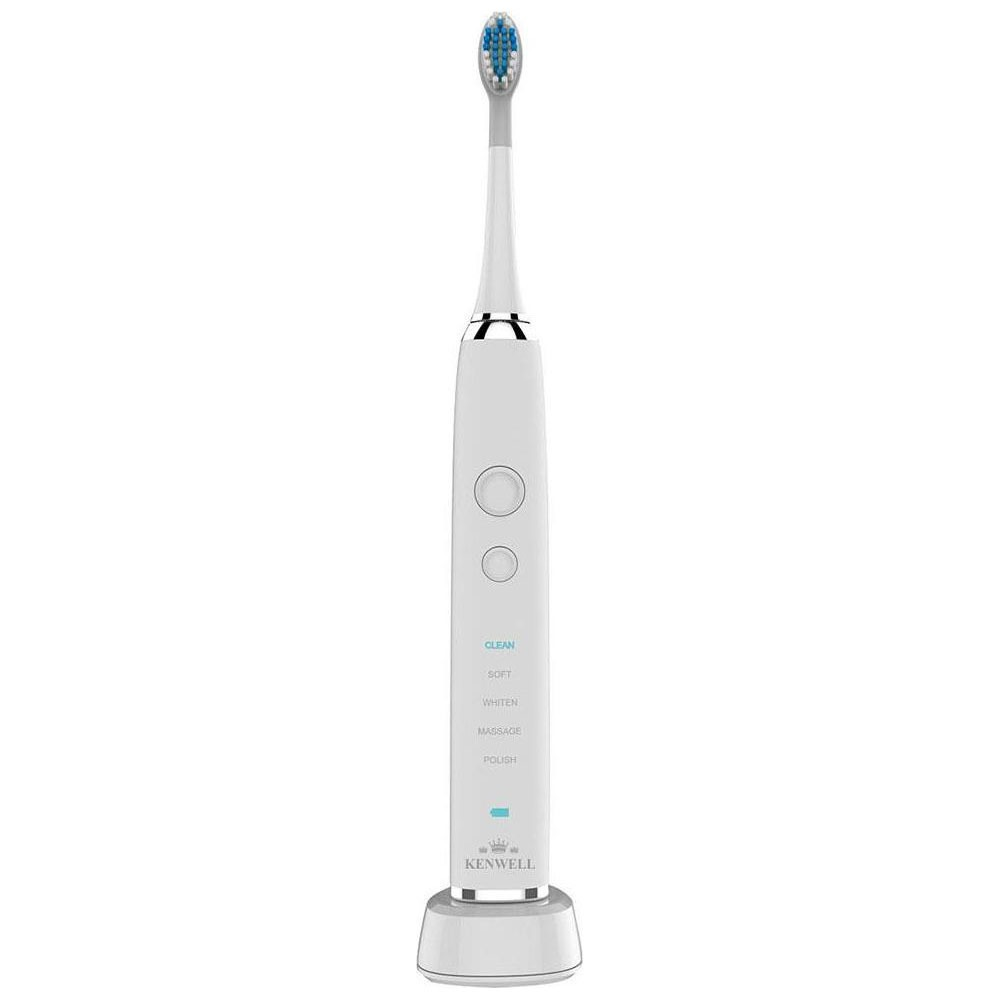 CLEAN
SOFT
WHITEN
MASSAGE
POLISH
KENWELL